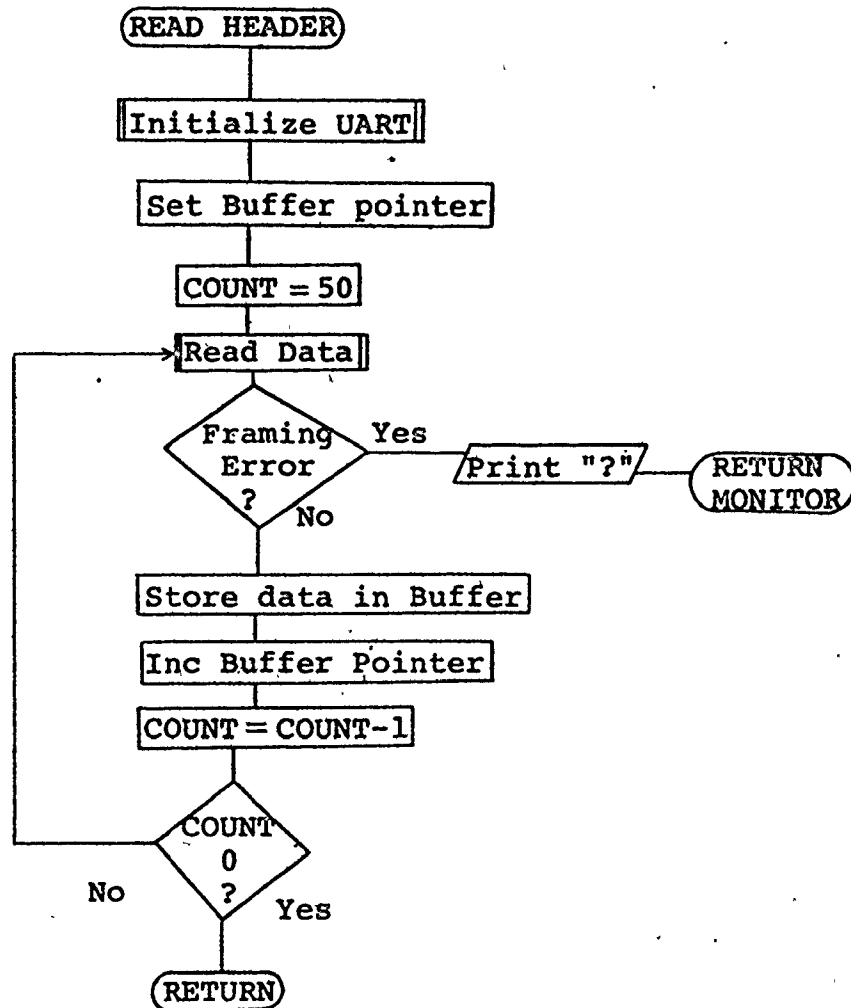 READ HEADER
Initialize UART
Set Buffer pointer
COUNT = 50
Read Data
Framing
Error
?
Yes
No
Print "?"
RETURN
MONITOR
Store data in Buffer
Inc Buffer Pointer
COUNT = COUNT-1
COUNT
0
?
No
Yes
RETURN